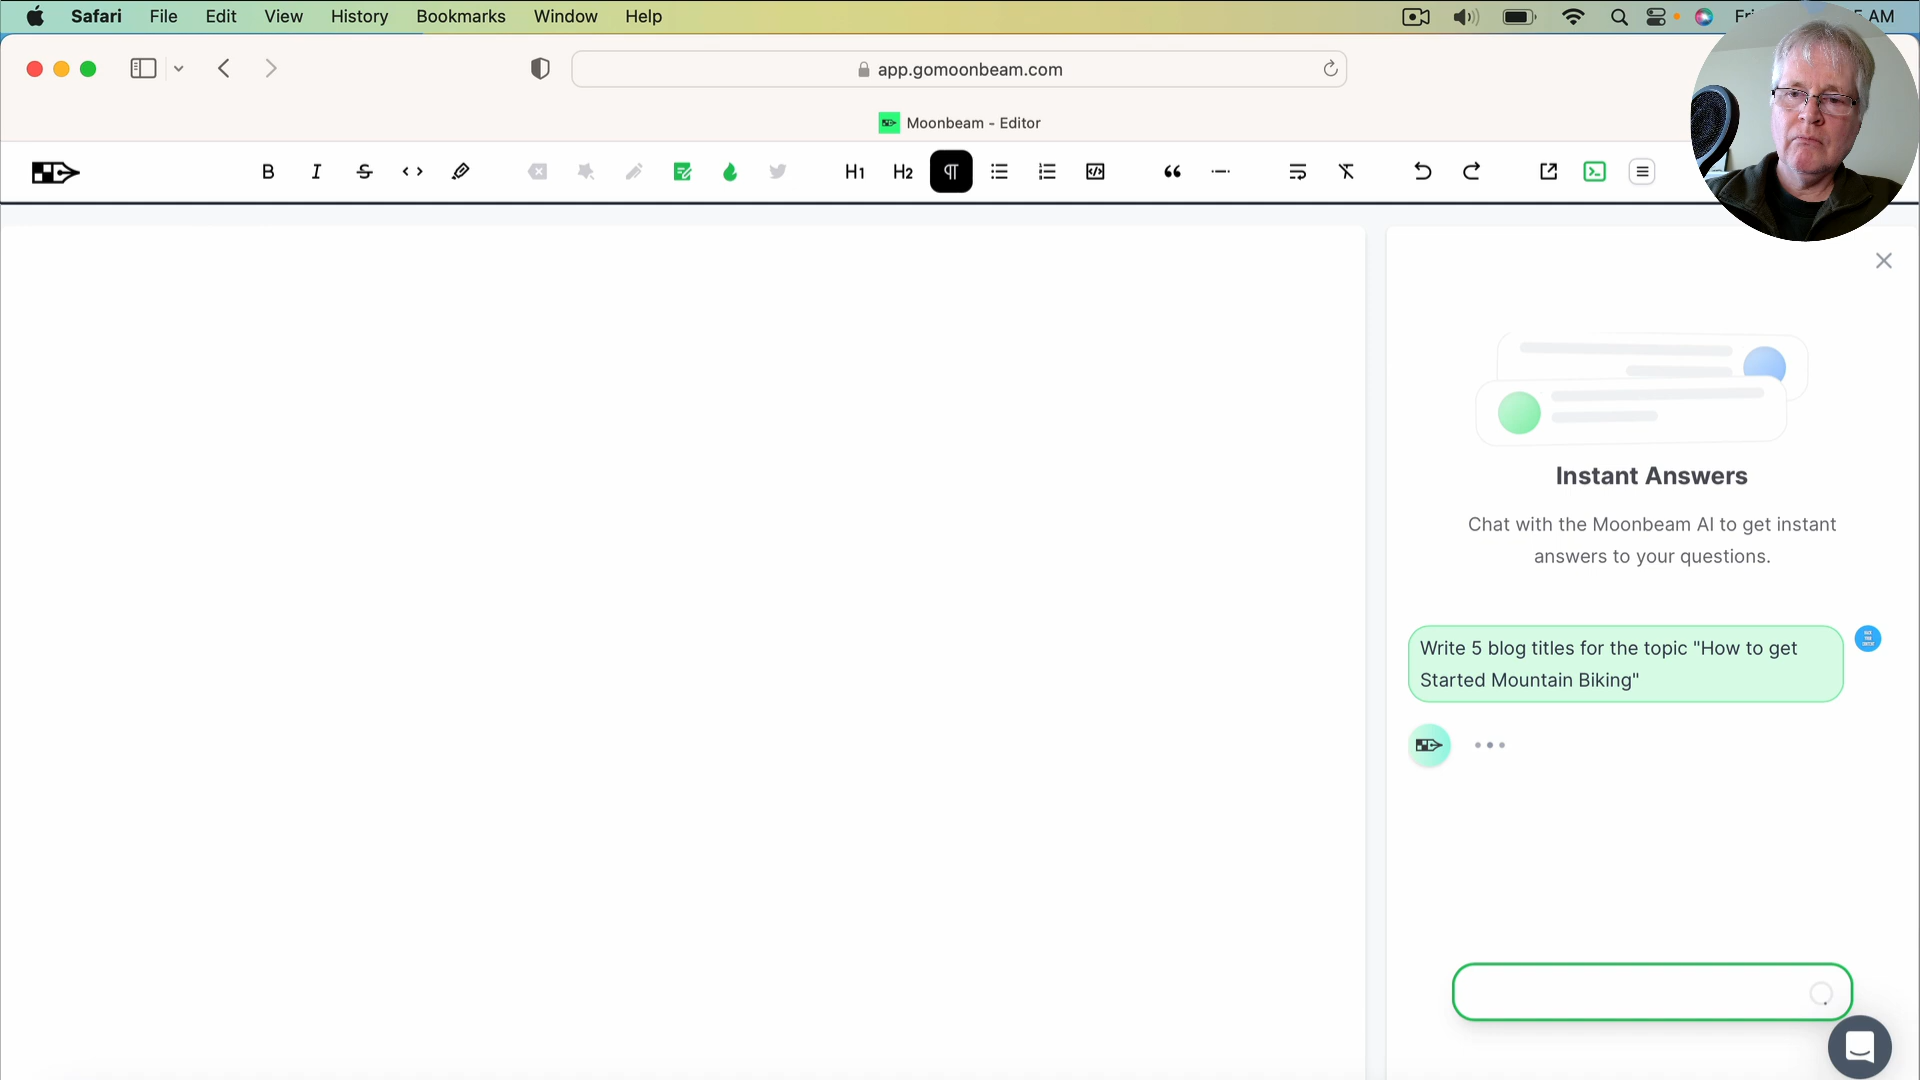 Safari File Edit View History Bookmarks Window Help
AM
app.gomoonbeam.com
Moonbeam - Editor
B I S H1 H2
Instant Answers
Chat with the Moonbeam AI to get instant
answers to your questions.
Write 5 blog titles for the topic "How to get
Started Mountain Biking"